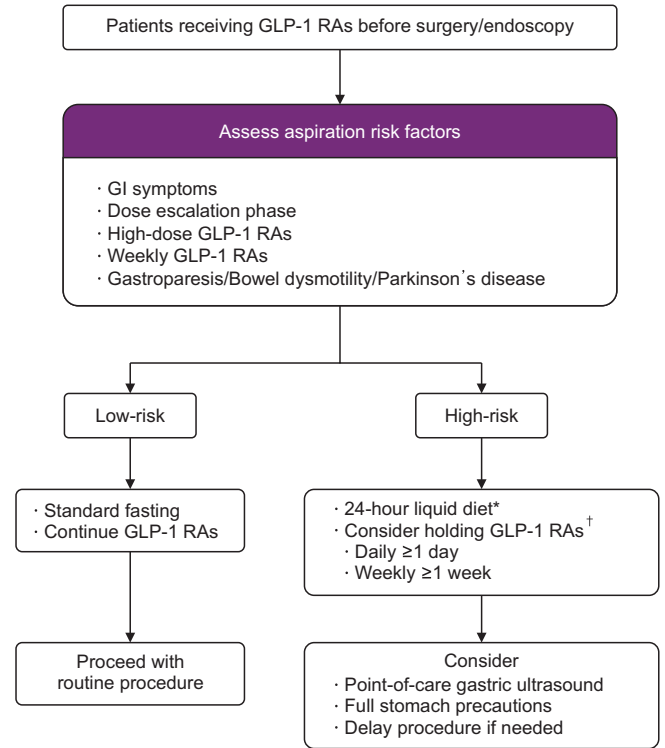 Patients receiving GLP-1 RAs before surgery/endoscopy
Assess aspiration risk factors
· GI symptoms
· Dose escalation phase
· High-dose GLP-1 RAs
· Weekly GLP-1 RAs
· Gastroparesis/Bowel dysmotility/Parkinson's disease
Low-risk
· Standard fasting
· Continue GLP-1 RAs
Proceed with
routine procedure
High-risk
· 24-hour liquid diet*
· Consider holding GLP-1 RAs†
· Daily ≥1 day
· Weekly ≥1 week
Consider
· Point-of-care gastric ultrasound
· Full stomach precautions
· Delay procedure if needed